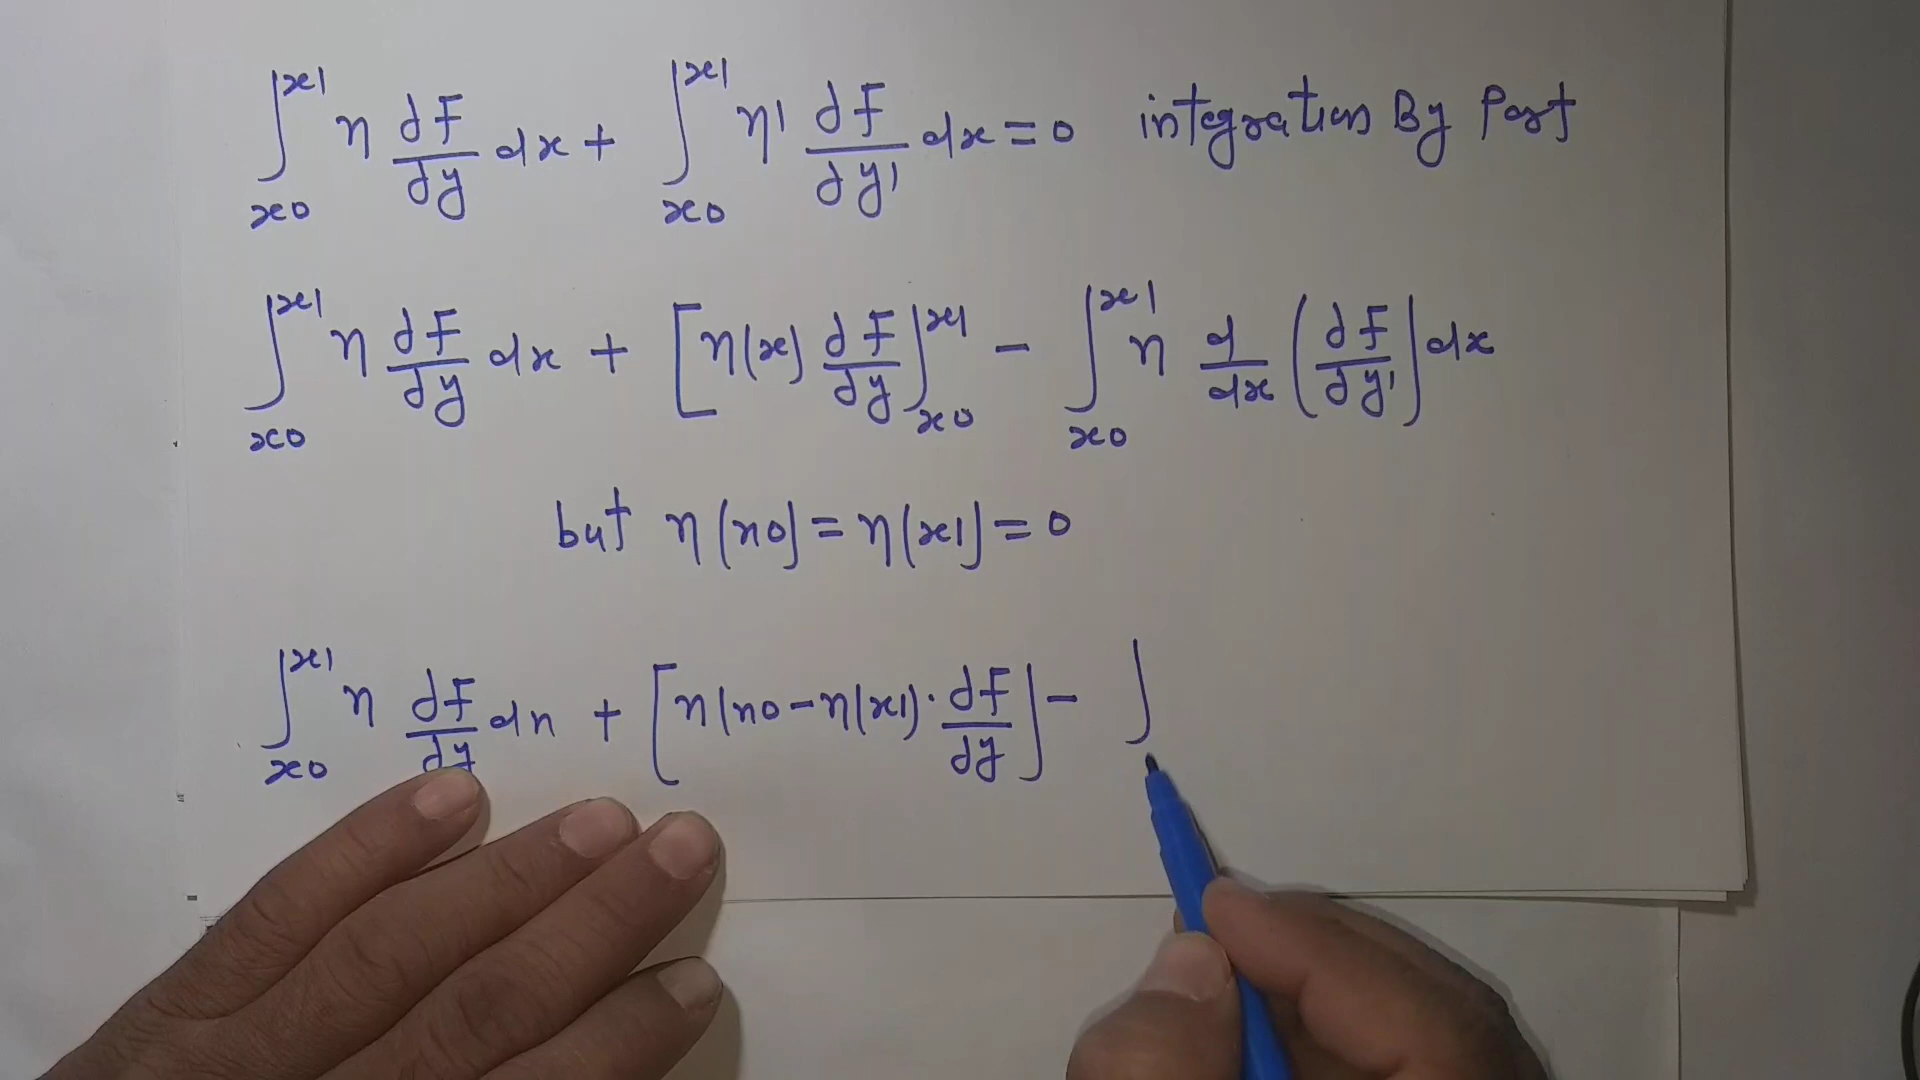 ∫_{x0}^{x1} η ∂F/∂y dx + ∫_{x0}^{x1} η' ∂F/∂y' dx = 0 integration By Part
∫_{x0}^{x1} η ∂F/∂y dx + [η(x) ∂F/∂y]_{x0}^{x1} - ∫_{x0}^{x1} η d/dx (∂F/∂y') dx
but η(x0) = η(x1) = 0
∫_{x0}^{x1} η ∂F/∂y dx + [η(x0 - η(x1) · ∂F/∂y] - ∫